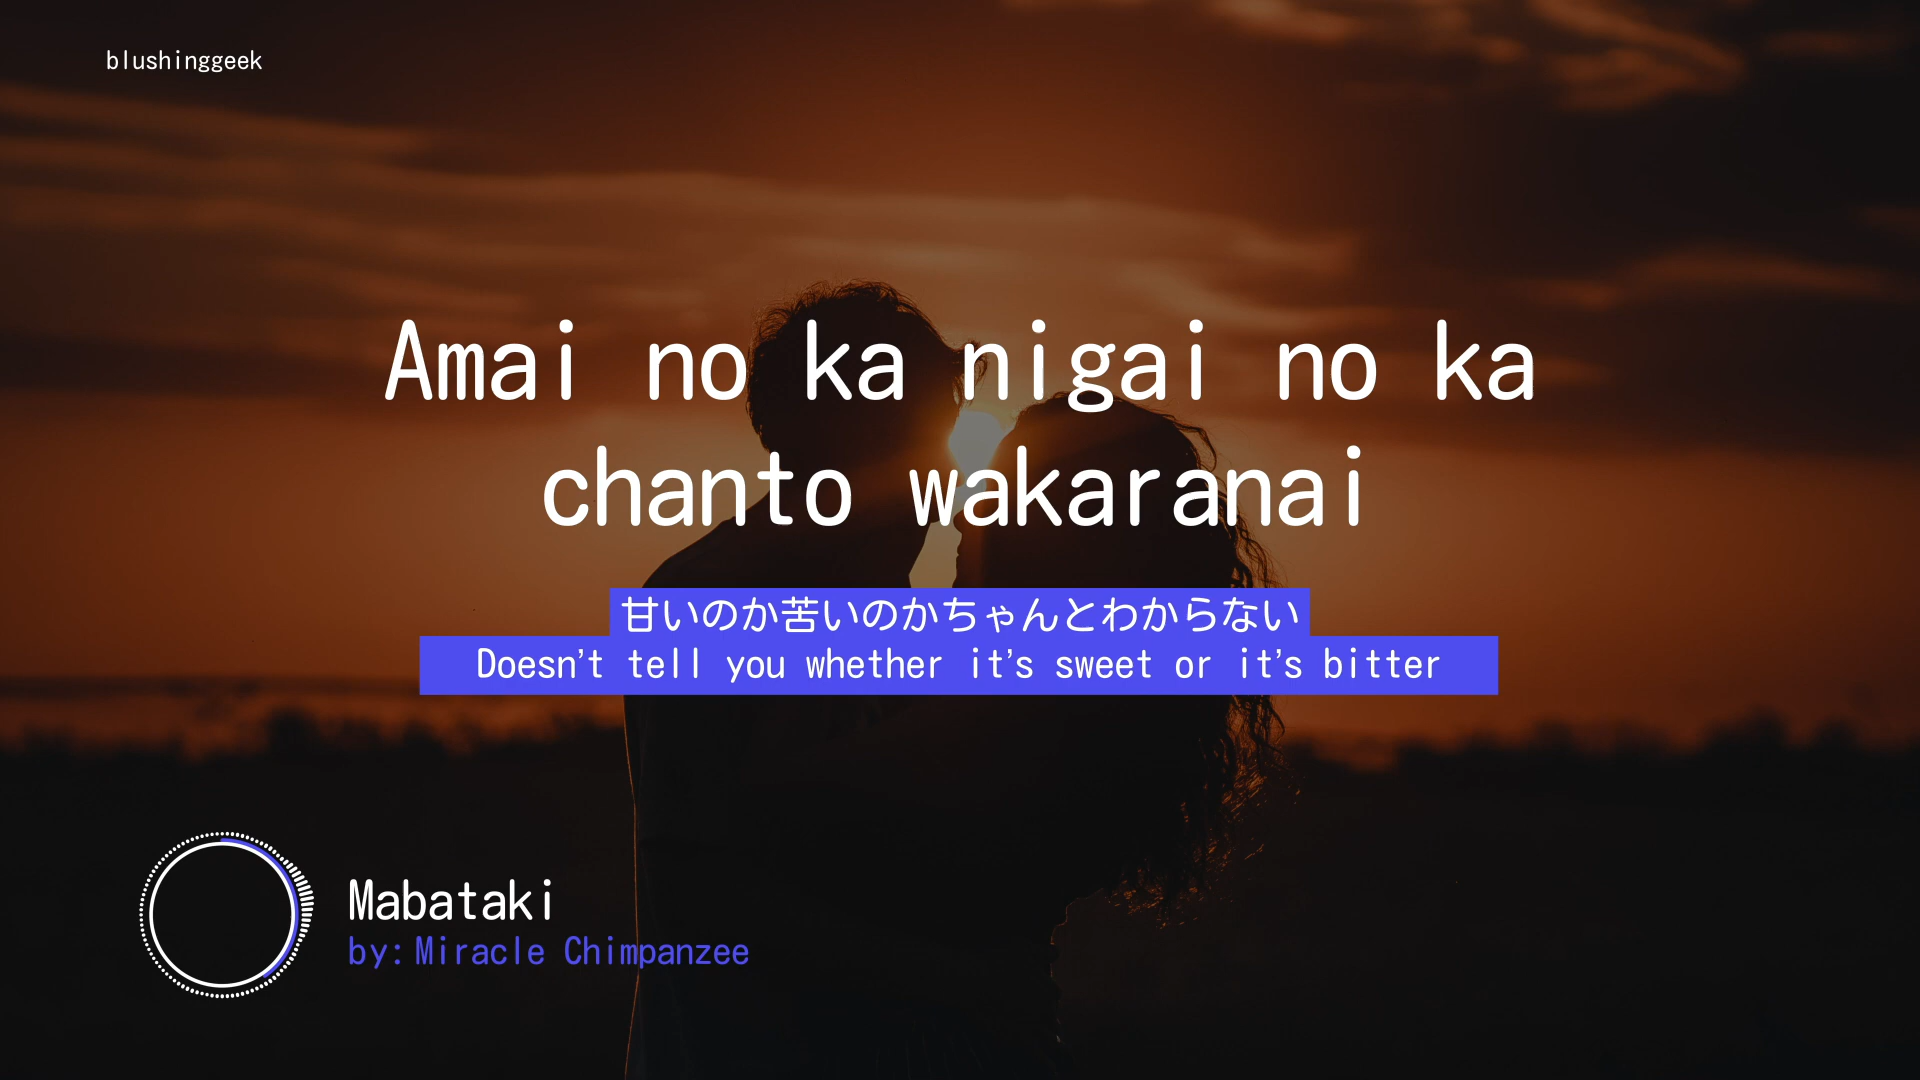 blushinggeek
Amai no ka nigai no ka
chanto wakaranai
甘いのか苦いのかちゃんとわからない
Doesn’t tell you whether it’s sweet or it’s bitter
Mabataki
by: Miracle Chimpanzee